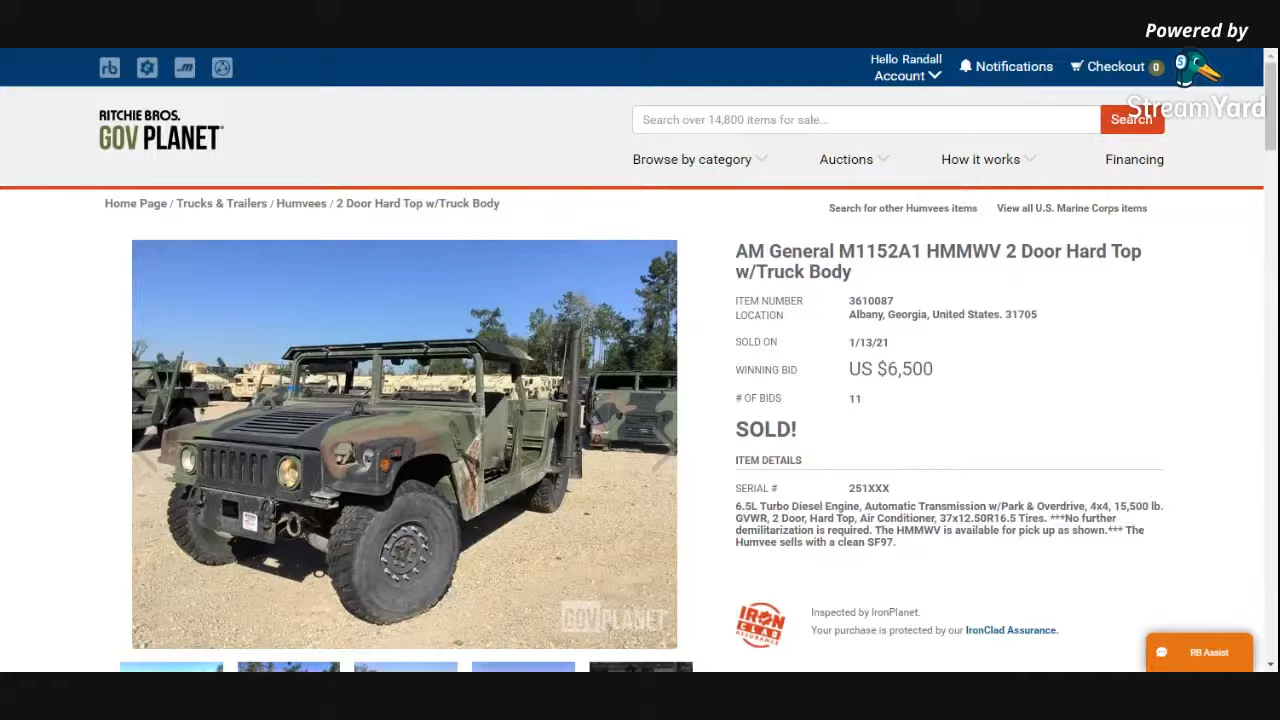 Powered by
StreamYard
Hello Randall
Account
Notifications
Checkout 0
RITCHIE BROS.
GOV PLANET
Search over 14,800 items for sale...
Search
Browse by category
Auctions
How it works
Financing
Home Page / Trucks & Trailers / Humvees / 2 Door Hard Top w/Truck Body
Search for other Humvees items
View all U.S. Marine Corps items
AM General M1152A1 HMMWV 2 Door Hard Top
w/Truck Body
ITEM NUMBER 3610087
LOCATION Albany, Georgia, United States. 31705
SOLD ON 1/13/21
WINNING BID US $6,500
# OF BIDS 11
SOLD!
ITEM DETAILS
SERIAL # 251XXX
6.5L Turbo Diesel Engine, Automatic Transmission w/Park & Overdrive, 4x4, 15,500 lb.
GVWR, 2 Door, Hard Top, Air Conditioner, 37x12.50R16.5 Tires. ***No further
demilitarization is required. The HMMWV is available for pick up as shown.*** The
Humvee sells with a clean SF97.
IRON
CLAD
ASSURANCE
Inspected by IronPlanet.
Your purchase is protected by our IronClad Assurance.
GOVPLANET
RB Assist